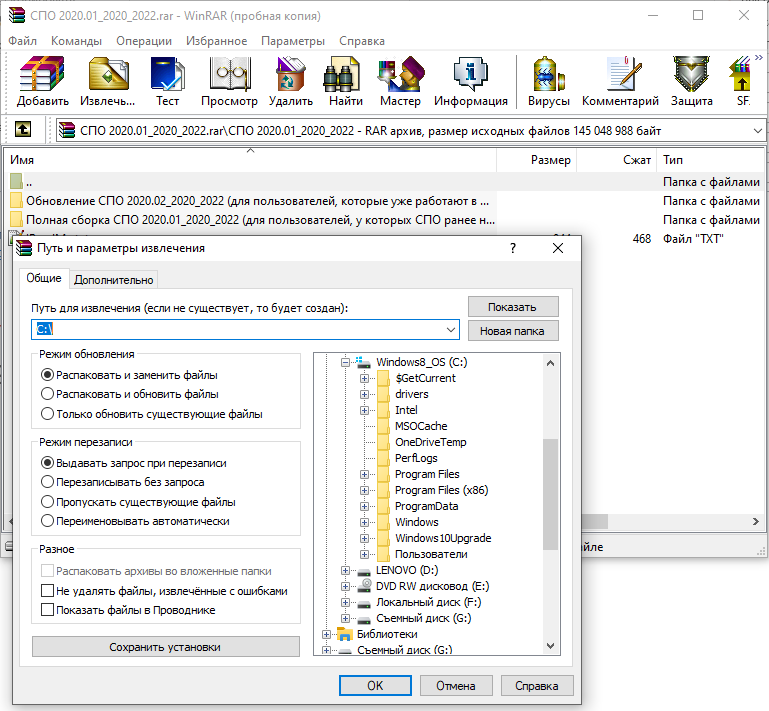 СПО 2020.01_2020_2022.rar - WinRAR (пробная копия)
Файл Команды Операции Избранное Параметры Справка
Добавить Извлечь... Тест Просмотр Удалить Найти Мастер Информация Вирусы Комментарий Защита SF
СПО 2020.01_2020_2022.rar\СПО 2020.01_2020_2022 - RAR архив, размер исходных файлов 145 048 988 байт
Имя Размер Сжат Тип
.. Папка с файлами
Обновление СПО 2020.02_2020_2022 (для пользователей, которые уже работают в ... Папка с файлами
Полная сборка СПО 2020.01_2020_2022 (для пользователей, у которых СПО ранее н... Папка с файлами
468 Файл "TXT"
Путь и параметры извлечения
Общие Дополнительно
Путь для извлечения (если не существует, то будет создан):
Показать
C:\
Новая папка
Режим обновления
Распаковать и заменить файлы
Распаковать и обновить файлы
Только обновить существующие файлы
Режим перезаписи
Выдавать запрос при перезаписи
Перезаписывать без запроса
Пропускать существующие файлы
Переименовывать автоматически
Разное
Распаковать архивы во вложенные папки
Не удалять файлы, извлечённые с ошибками
Показать файлы в Проводнике
Сохранить установки
Windows8_OS (C:)
$GetCurrent
drivers
Intel
MSOCache
OneDriveTemp
PerfLogs
Program Files
Program Files (x86)
ProgramData
Windows
Windows10Upgrade
Пользователи
LENOVO (D:)
DVD RW дисковод (E:)
Локальный диск (F:)
Съемный диск (G:)
Библиотеки
Съемный диск (G:)
OK Отмена Справка